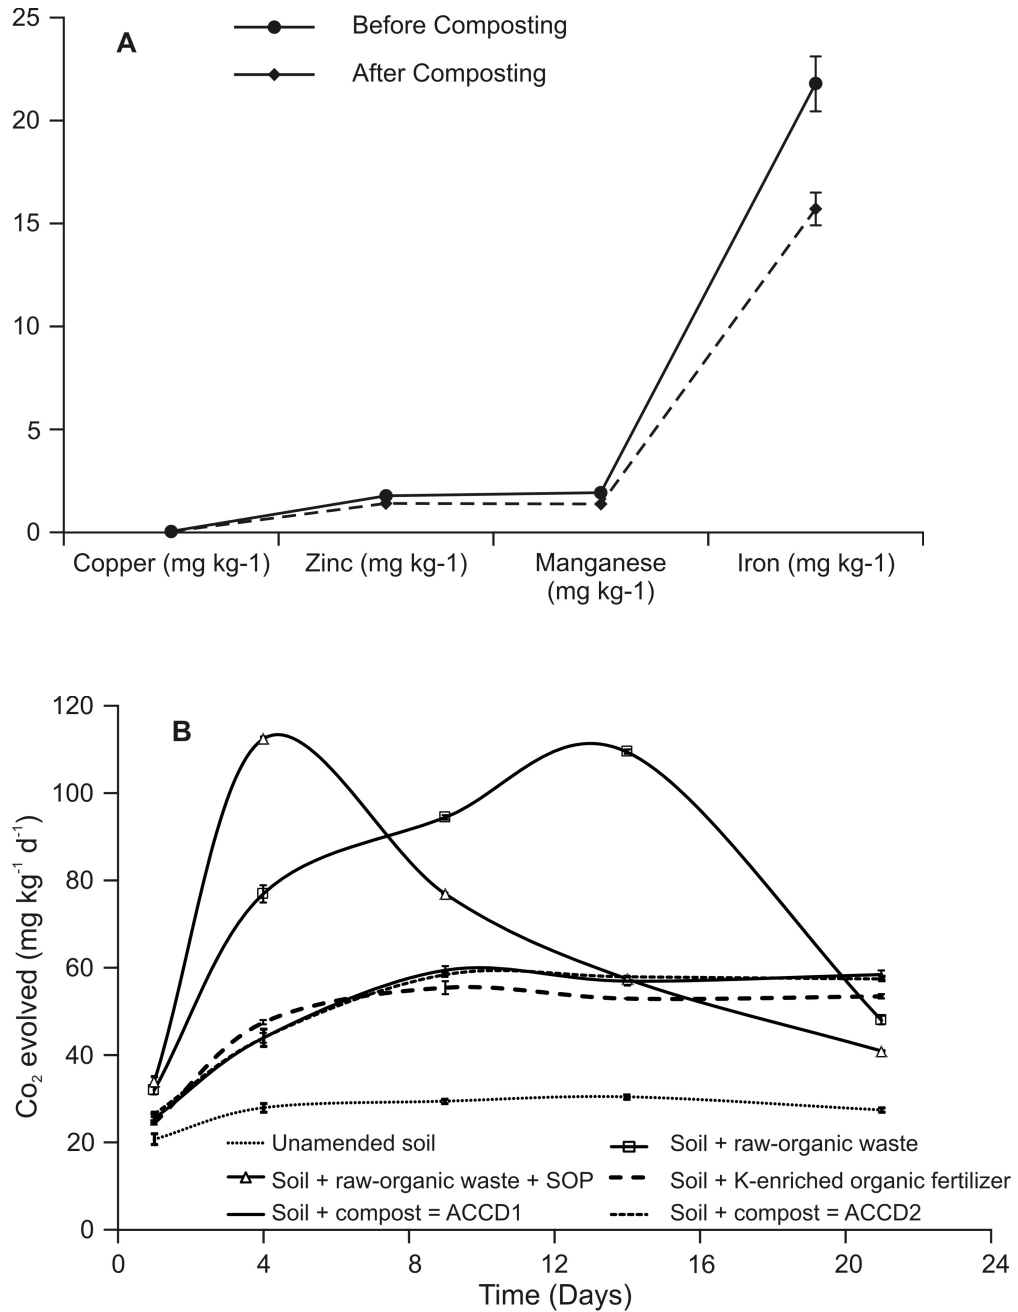 25
A
Before Composting
After Composting
20
15
10
5
0
Copper (mg kg-1)
Zinc (mg kg-1)
Manganese
(mg kg-1)
Iron (mg kg-1)
120
B
100
80
60
40
20
0
Co₂ evolved (mg kg⁻¹ d⁻¹)
Unamended soil
Soil + raw-organic waste
Soil + raw-organic waste + SOP
Soil + K-enriched organic fertilizer
Soil + compost = ACCD1
Soil + compost = ACCD2
0 4 8 12 16 20 24
Time (Days)